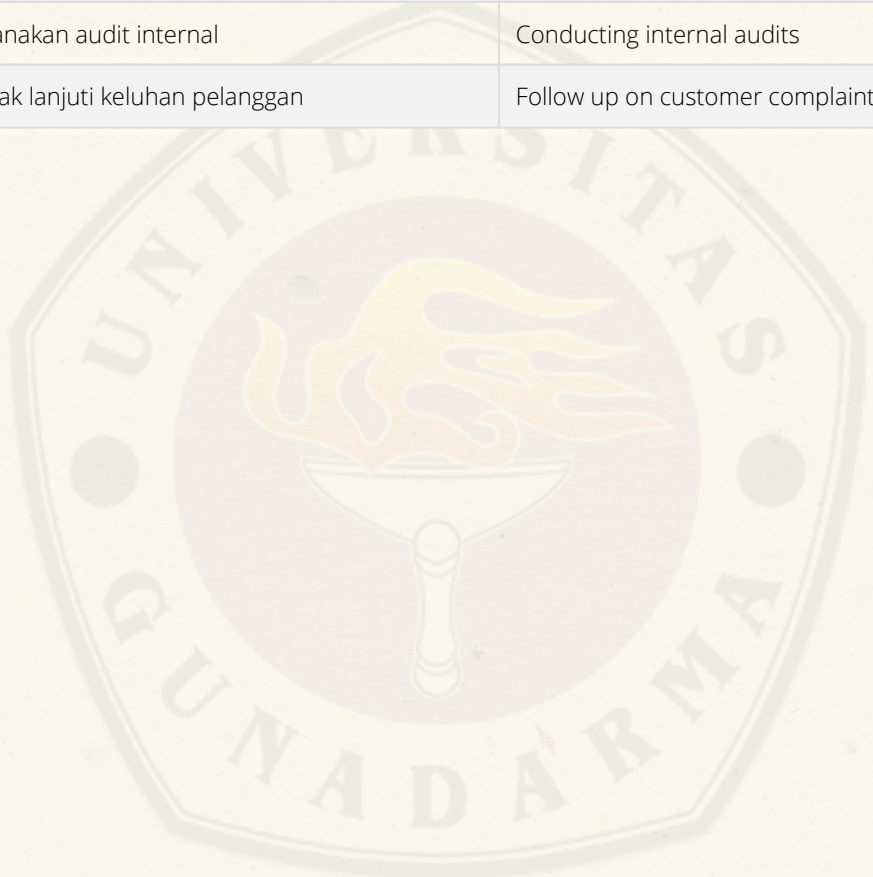 anakan audit internal
Conducting internal audits
ak lanjuti keluhan pelanggan
Follow up on customer complaint
UNIVERSITAS
GUNADARMA